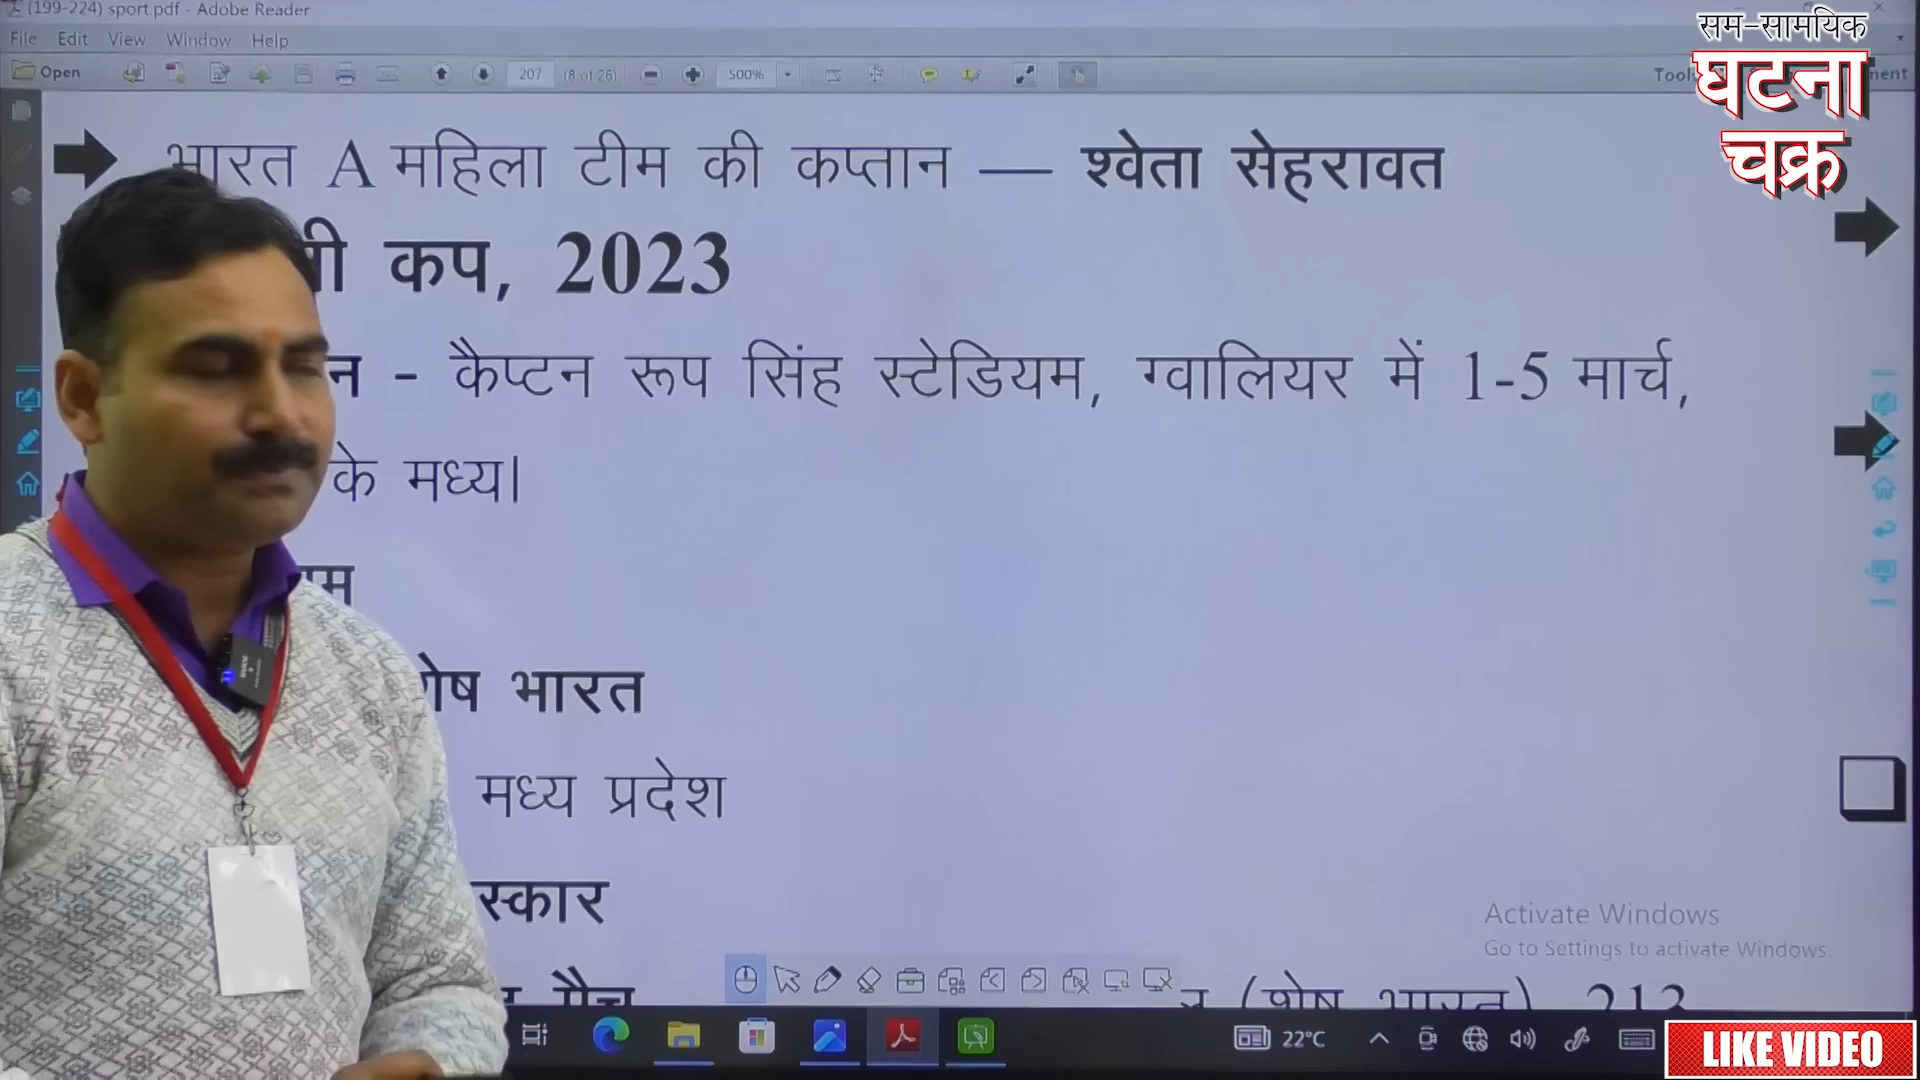 (199-224) sport.pdf - Adobe Reader
File Edit View Window Help
Open 207 (8 of 26) 500%
सम-सामयिक
घटना
चक्र
भारत A महिला टीम की कप्तान — श्वेता सेहरावत
कप, 2023
- कैप्टन रूप सिंह स्टेडियम, ग्वालियर में 1-5 मार्च,
के मध्य।
भारत
मध्य प्रदेश
Activate Windows
Go to Settings to activate Windows.
मैच (शेष भारत) 213
22°C
LIKE VIDEO